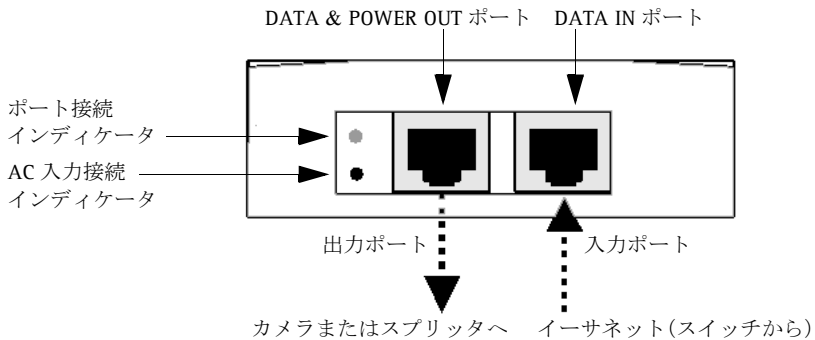 DATA & POWER OUT ポート
DATA IN ポート
ポート接続
インディケータ
AC 入力接続
インディケータ
出力ポート
入力ポート
カメラまたはスプリッタへ
イーサネット(スイッチから)